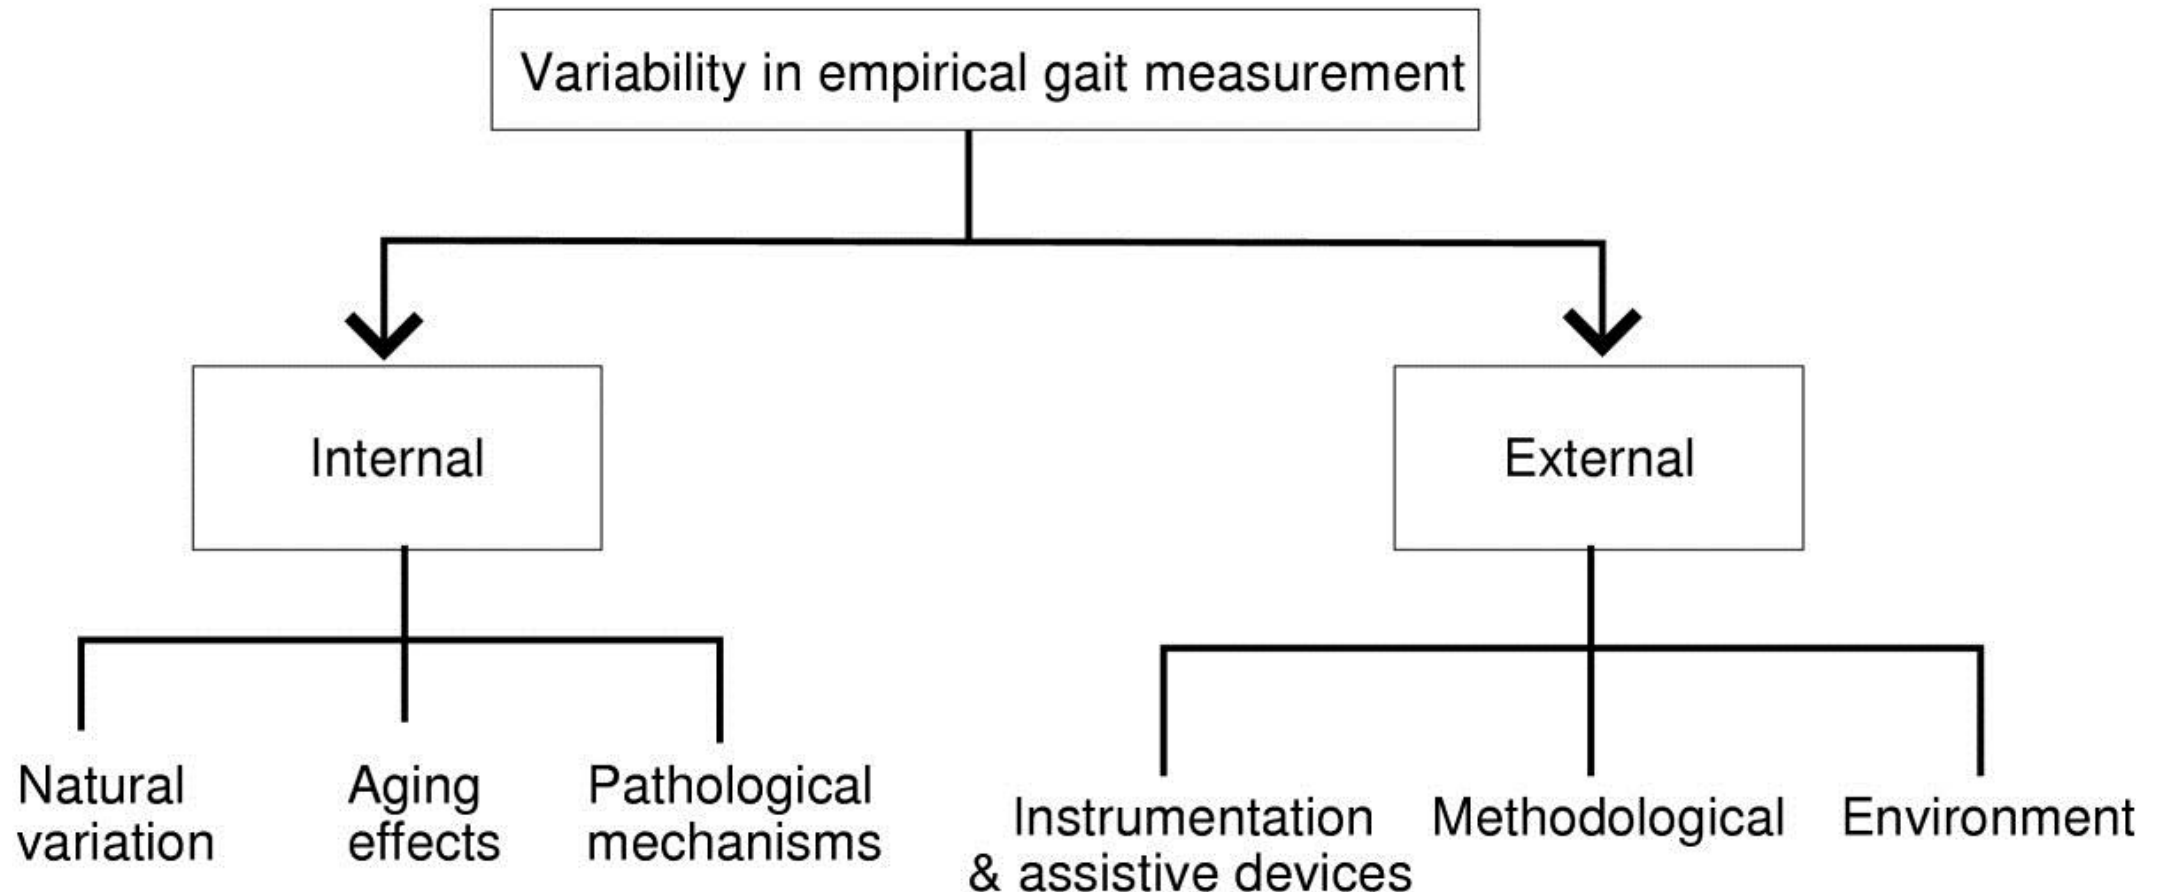 Variability in empirical gait measurement
Internal
External
Natural
variation
Aging
effects
Pathological
mechanisms
Instrumentation
& assistive devices
Methodological
Environment